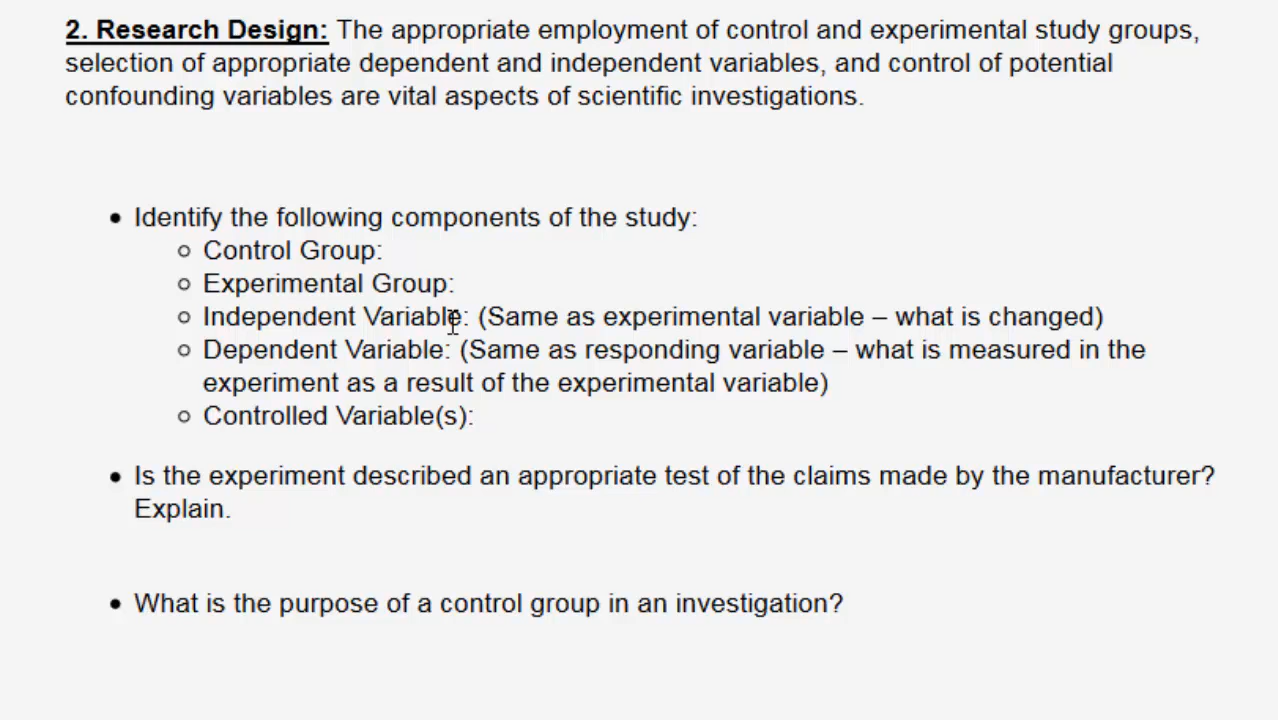 2. Research Design: The appropriate employment of control and experimental study groups,
selection of appropriate dependent and independent variables, and control of potential
confounding variables are vital aspects of scientific investigations.
Identify the following components of the study:
Control Group:
Experimental Group:
Independent Variable: (Same as experimental variable – what is changed)
Dependent Variable: (Same as responding variable – what is measured in the
experiment as a result of the experimental variable)
Controlled Variable(s):
Is the experiment described an appropriate test of the claims made by the manufacturer?
Explain.
What is the purpose of a control group in an investigation?